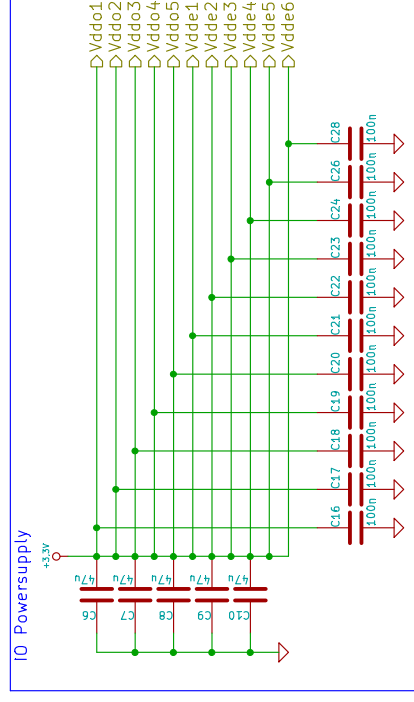 Vddo1
Vddo2
Vddo3
Vddo4
Vddo5
Vdde1
Vdde2
Vdde3
Vdde4
Vdde5
Vdde6
C28
100n
C26
100n
C24
100n
C23
100n
C22
100n
C21
100n
C20
100n
C19
100n
C18
100n
C17
100n
C16
100n
IO Powersupply
+3.3V
47u
47u
47u
47u
47u
C6
C7
C8
C9
C10